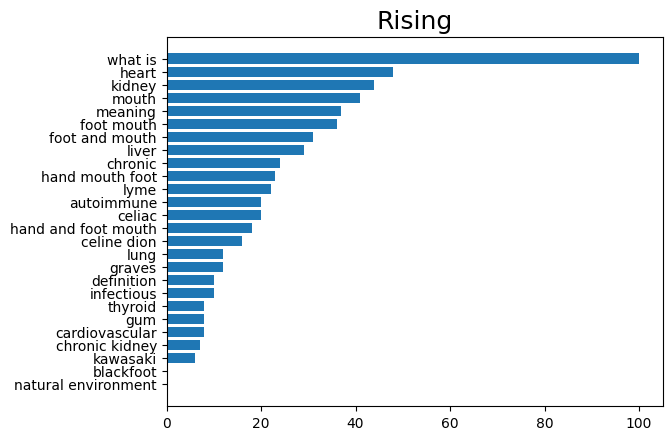 Rising
what is
heart
kidney
mouth
meaning
foot mouth
foot and mouth
liver
chronic
hand mouth foot
lyme
autoimmune
celiac
hand and foot mouth
celine dion
lung
graves
definition
infectious
thyroid
gum
cardiovascular
chronic kidney
kawasaki
blackfoot
natural environment
0 20 40 60 80 100